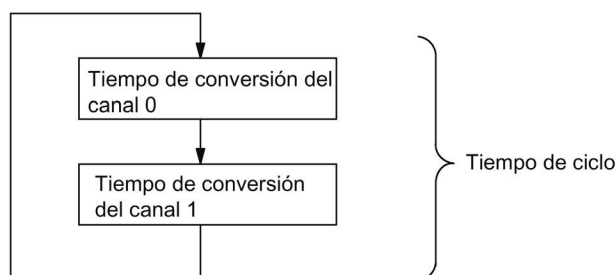 Tiempo de conversión del
canal 0
Tiempo de conversión
del canal 1
Tiempo de ciclo